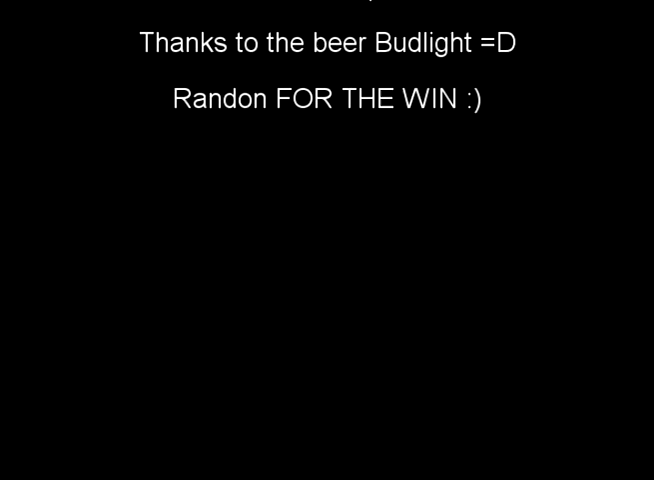 Thanks to the beer Budlight =D
Randon FOR THE WIN :)